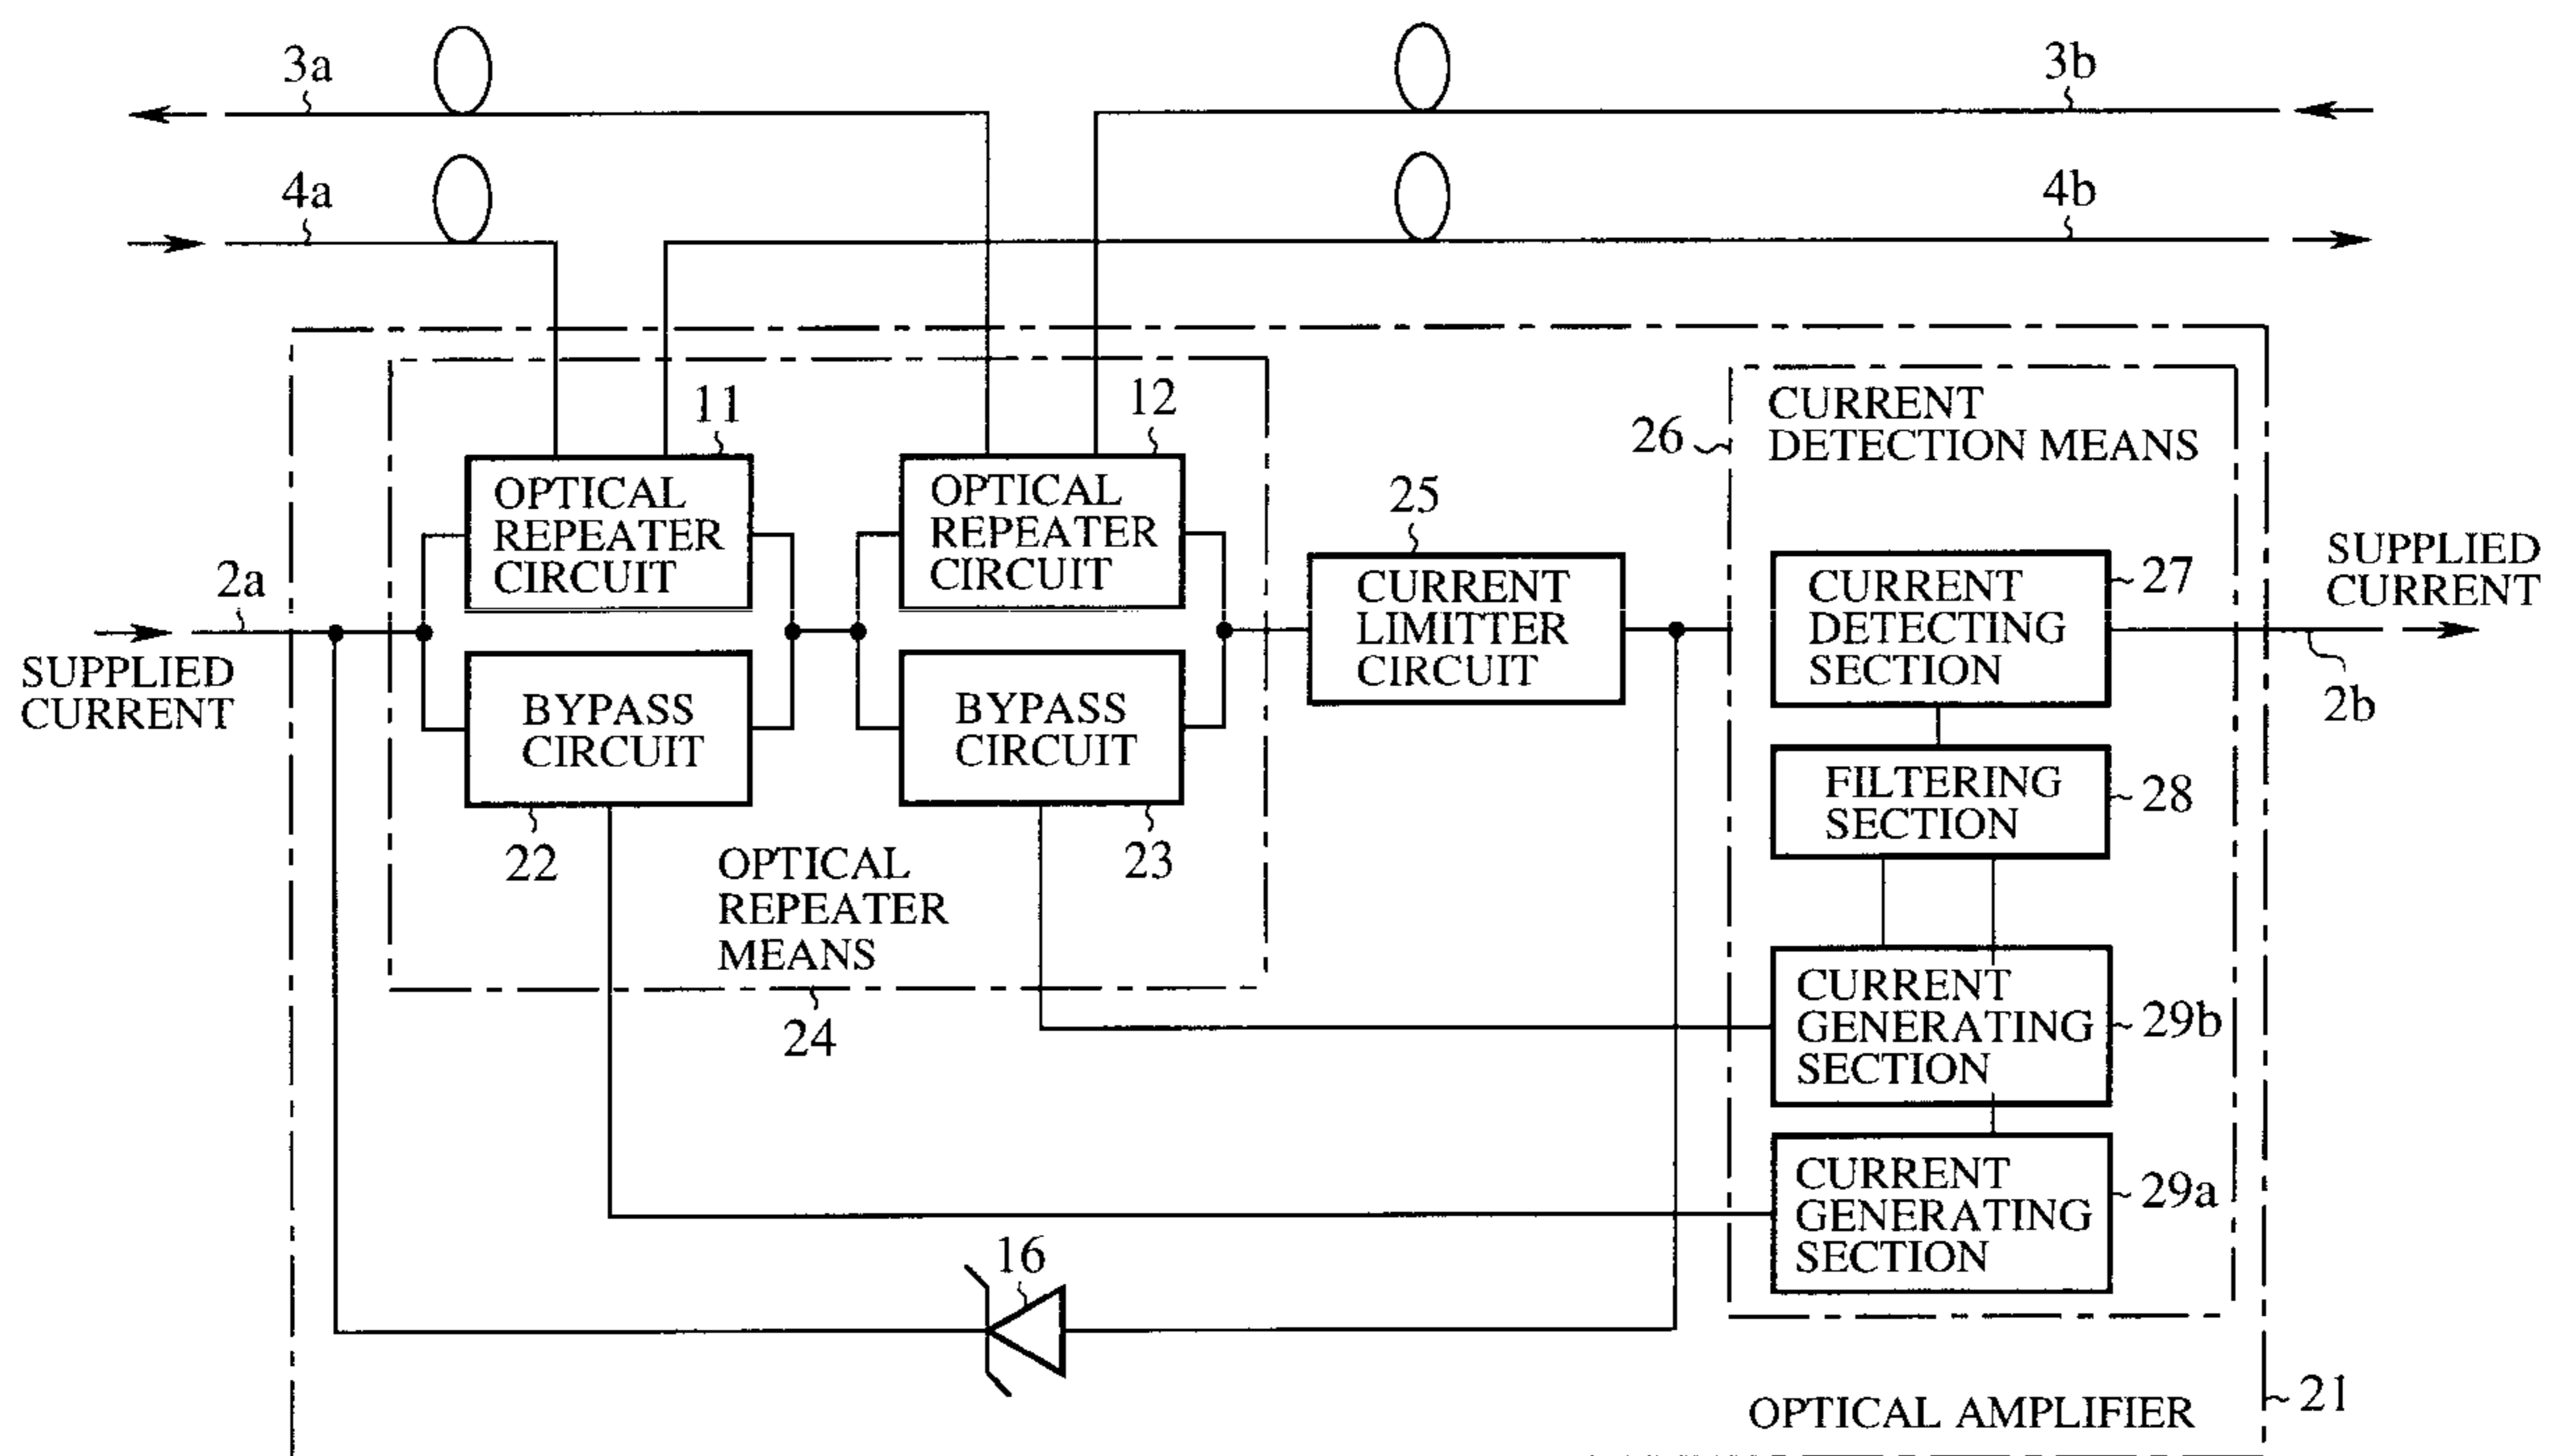 3a
3b
4a
4b
11
12
CURRENT
DETECTION MEANS
26
25
OPTICAL
REPEATER
CIRCUIT
OPTICAL
REPEATER
CIRCUIT
CURRENT
LIMITTER
CIRCUIT
CURRENT
DETECTING
SECTION
27
SUPPLIED
CURRENT
2a
SUPPLIED
CURRENT
2b
BYPASS
CIRCUIT
BYPASS
CIRCUIT
FILTERING
SECTION
28
22
23
OPTICAL
REPEATER
MEANS
24
CURRENT
GENERATING
SECTION
29b
CURRENT
GENERATING
SECTION
29a
16
OPTICAL AMPLIFIER
21